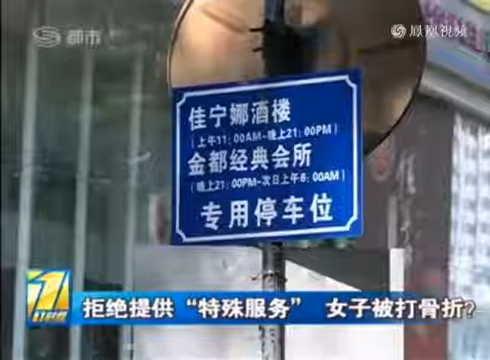 都市
凤凰视频
佳宁娜酒楼
(上午11:00AM~晚上21:00PM)
金都经典会所
(晚上21:00PM~次日上午6:00AM)
专用停车位
拒绝提供“特殊服务” 女子被打骨折?